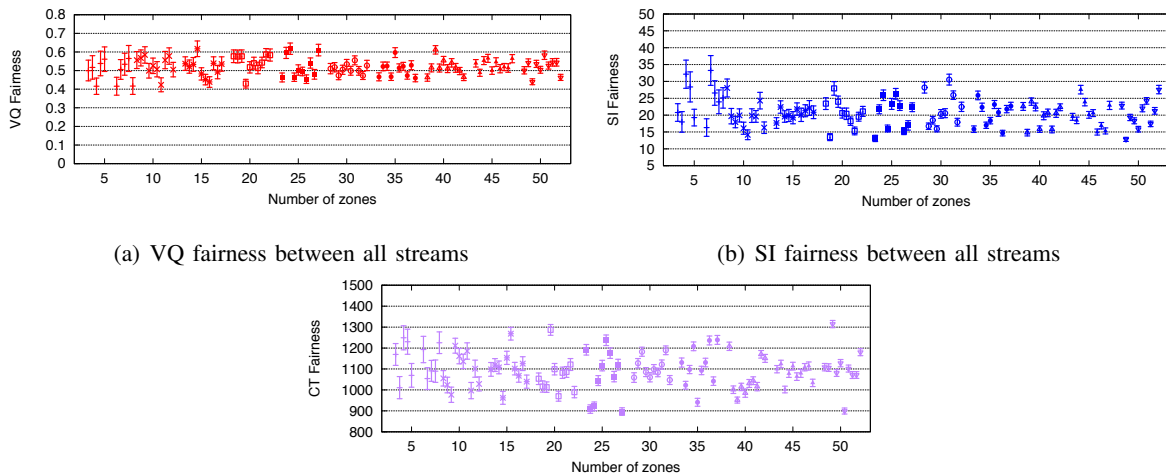 0.8
0.7
0.6
0.5
0.4
0.3
0.2
0.1
0
VQ Fairness
5 10 15 20 25 30 35 40 45 50
Number of zones
50
45
40
35
30
25
20
15
10
5
SI Fairness
5 10 15 20 25 30 35 40 45 50
Number of zones
(a) VQ fairness between all streams
(b) SI fairness between all streams
1500
1400
1300
1200
1100
1000
900
800
CT Fairness
5 10 15 20 25 30 35 40 45 50
Number of zones